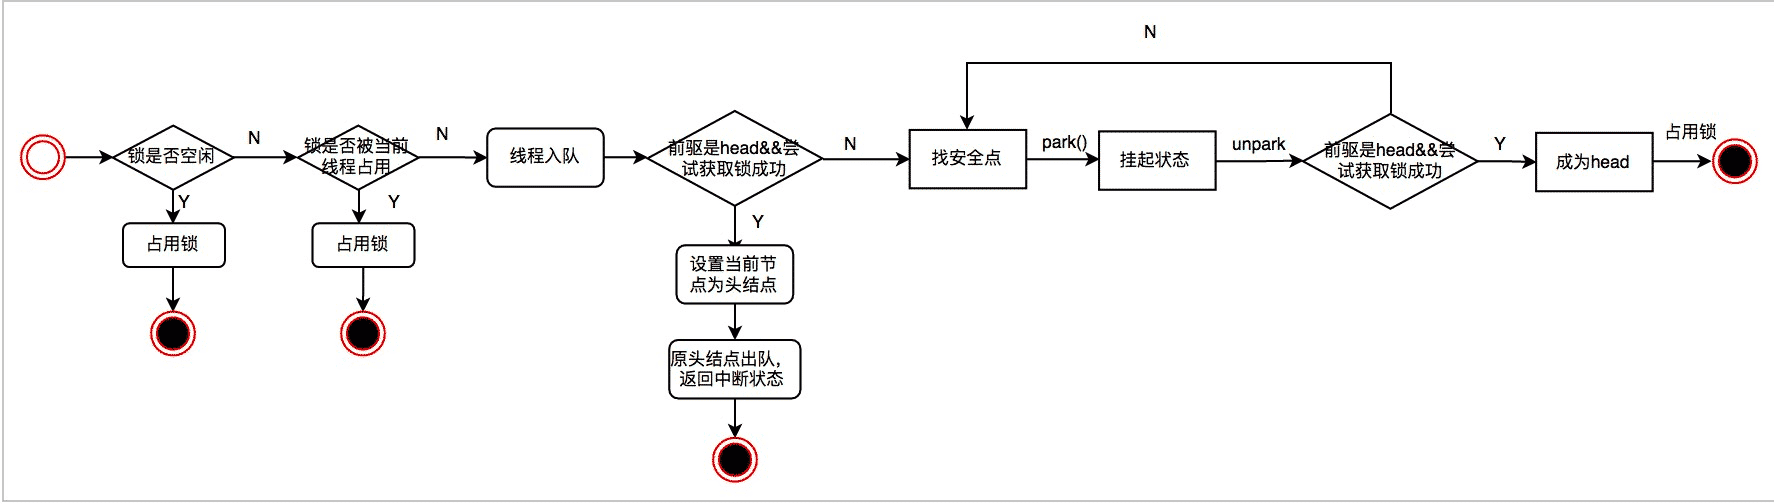 锁是否空闲
N
Y
占用锁
锁是否被当前
线程占用
N
Y
占用锁
线程入队
前驱是head&&尝
试获取锁成功
N
Y
设置当前节
点为头结点
原头结点出队，
返回中断状态
找安全点
park()
挂起状态
unpark
前驱是head&&尝
试获取锁成功
N
Y
成为head
占用锁